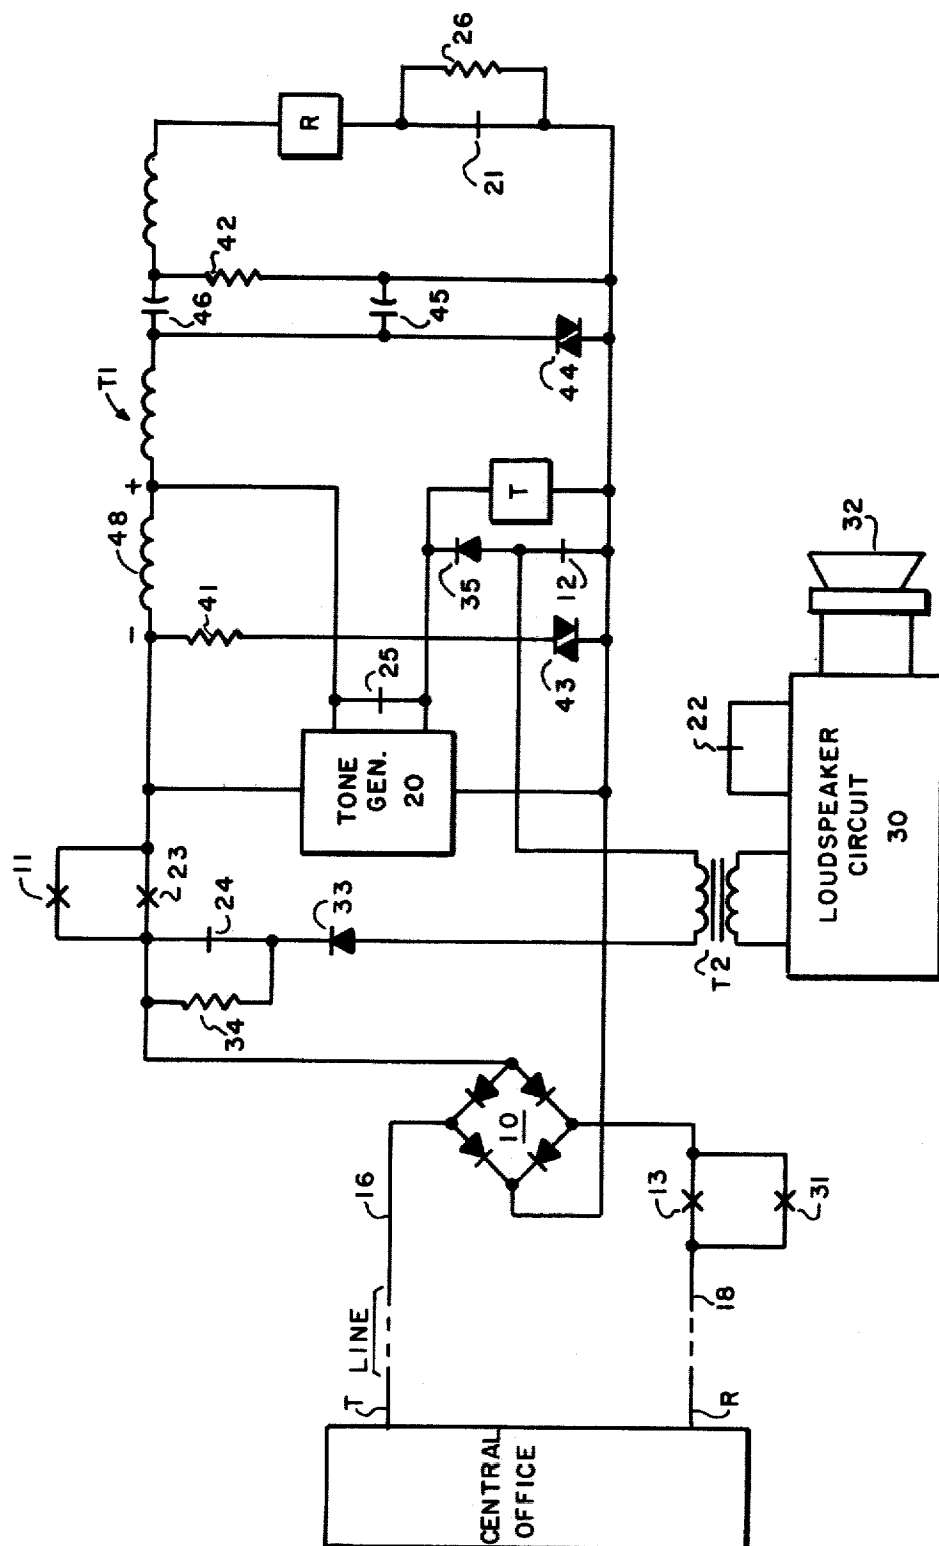 CENTRAL
OFFICE
T
LINE
R
16
18
10
13
31
34
24
33
11
23
TONE
GEN.
20
25
-
48
+
41
43
35
12
T
T1
46
42
45
44
R
26
21
T2
22
LOUDSPEAKER
CIRCUIT
30
32